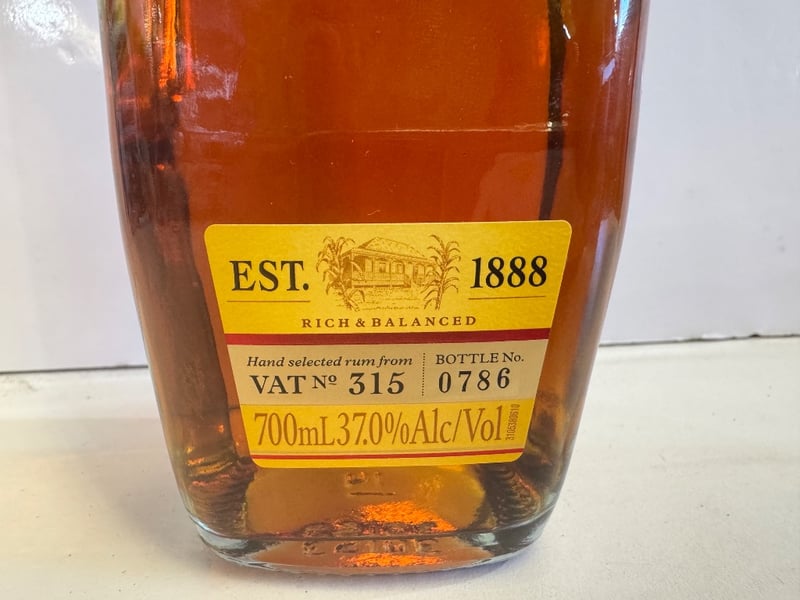 EST. 1888
RICH & BALANCED
Hand selected rum from
VAT Nº 315
BOTTLE No.
0786
700mL 37.0% Alc/Vol